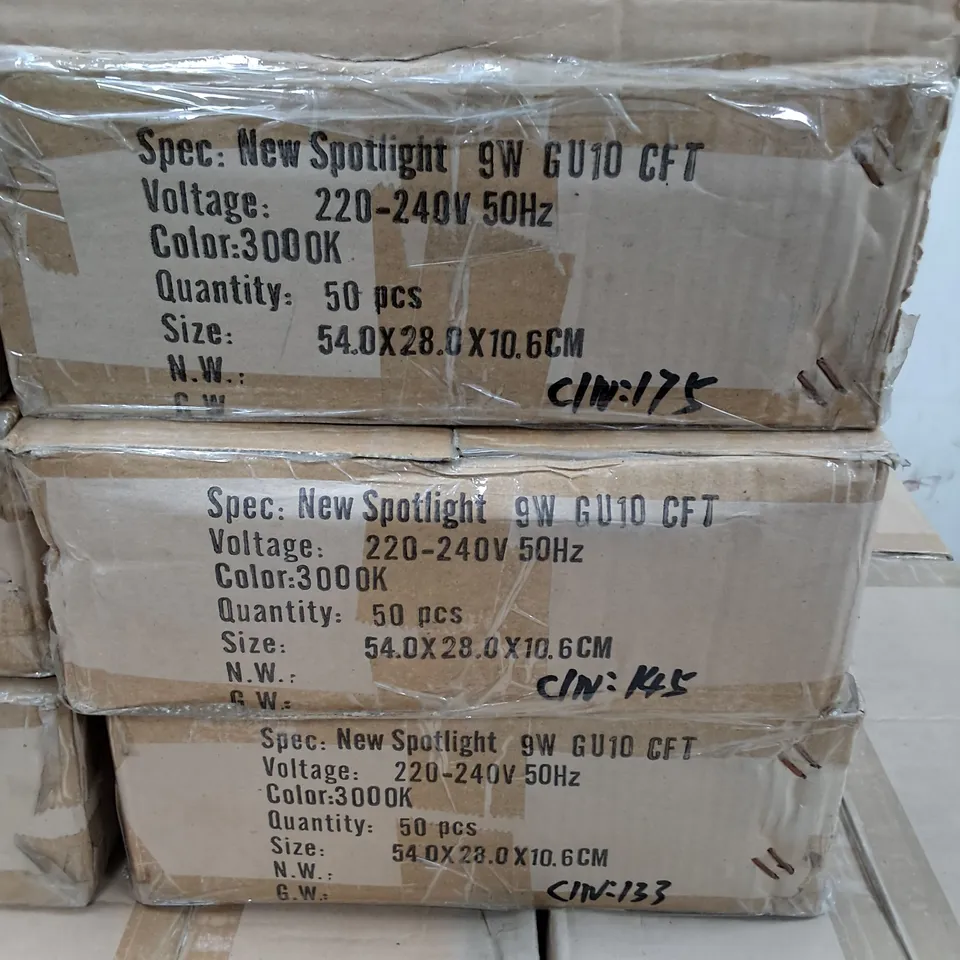 Spec: New Spotlight 9W GU10 CFT
Voltage: 220-240V 50Hz
Color:3000K
Quantity: 50 pcs
Size: 54.0X28.0X10.6CM
N.W.:
G.W
C/N:175
Spec: New Spotlight 9W GU10 CFT
Voltage: 220-240V 50Hz
Color:3000K
Quantity: 50 pcs
Size: 54.0X28.0X10.6CM
N.W.:
G.W.:
C/N:145
Spec: New Spotlight 9W GU10 CFT
Voltage: 220-240V 50Hz
Color:3000K
Quantity: 50 pcs
Size: 54.0X28.0X10.6CM
N.W.:
G.W.:
C/N:133